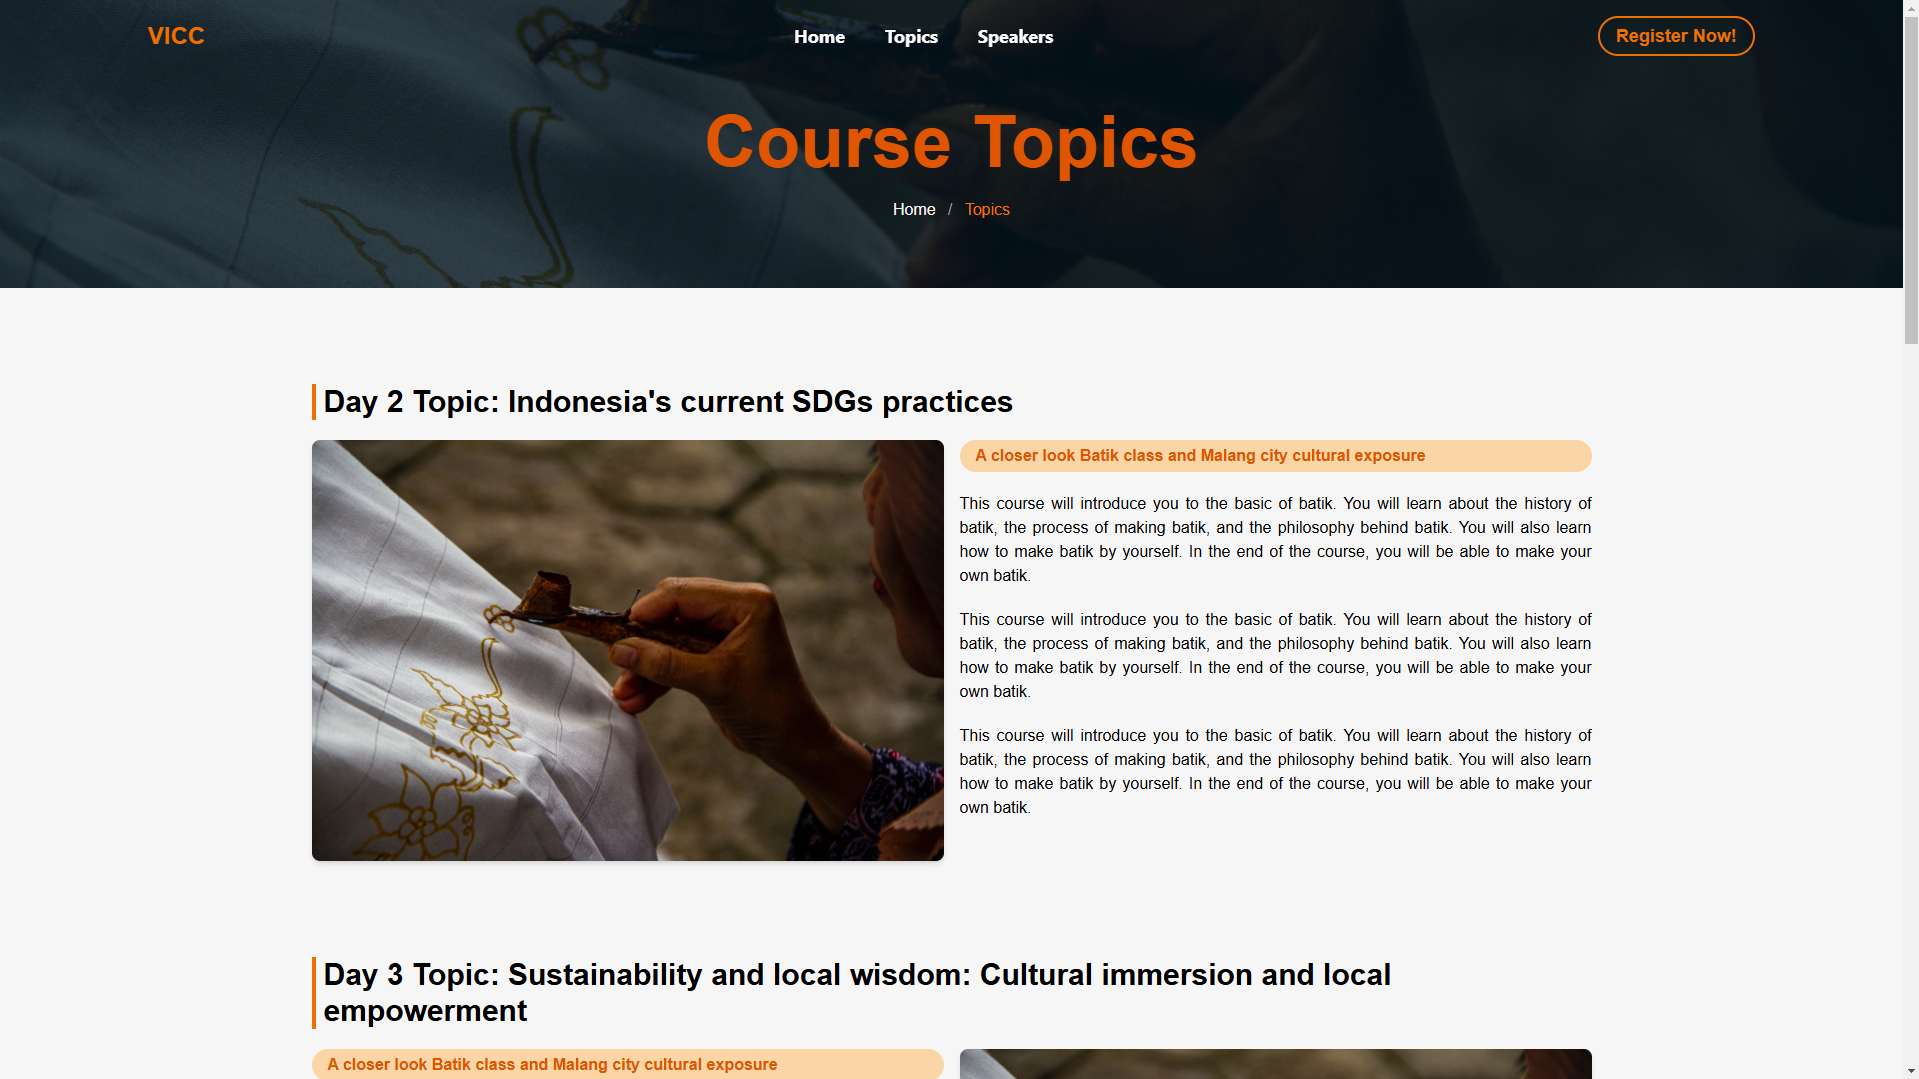 VICC
Home
Topics
Speakers
Register Now!
Course Topics
Home / Topics
Day 2 Topic: Indonesia's current SDGs practices
A closer look Batik class and Malang city cultural exposure
This course will introduce you to the basic of batik. You will learn about the history of
batik, the process of making batik, and the philosophy behind batik. You will also learn
how to make batik by yourself. In the end of the course, you will be able to make your
own batik.
This course will introduce you to the basic of batik. You will learn about the history of
batik, the process of making batik, and the philosophy behind batik. You will also learn
how to make batik by yourself. In the end of the course, you will be able to make your
own batik.
This course will introduce you to the basic of batik. You will learn about the history of
batik, the process of making batik, and the philosophy behind batik. You will also learn
how to make batik by yourself. In the end of the course, you will be able to make your
own batik.
Day 3 Topic: Sustainability and local wisdom: Cultural immersion and local
empowerment
A closer look Batik class and Malang city cultural exposure